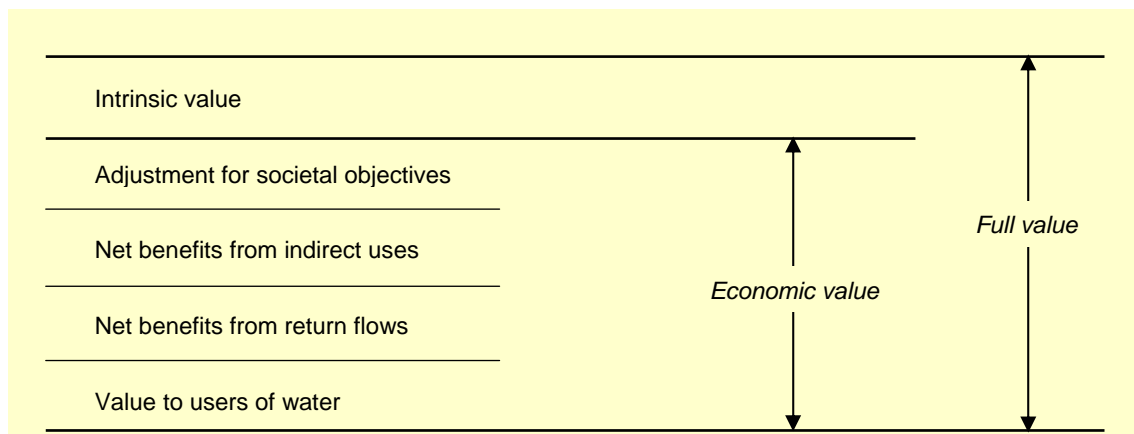 Intrinsic value
Adjustment for societal objectives
Full value
Net benefits from indirect uses
Economic value
Net benefits from return flows
Value to users of water